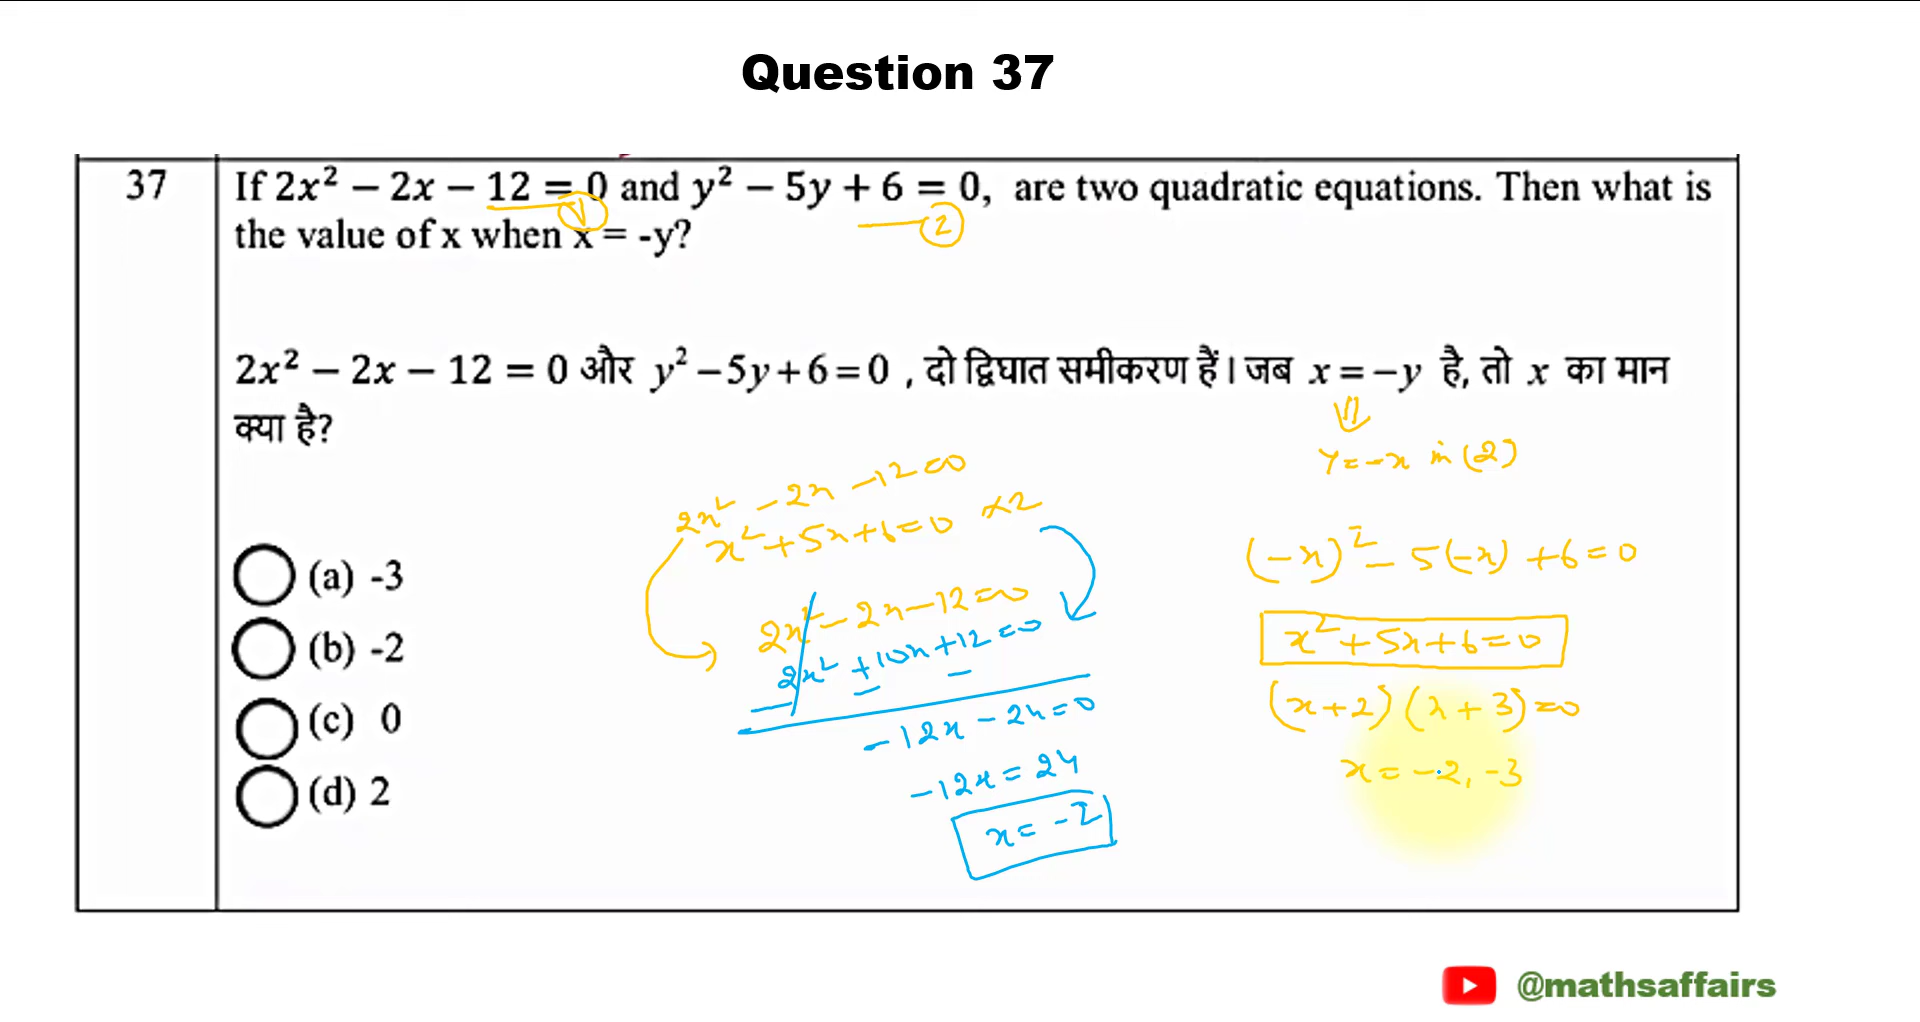 Question 37
37
If 2x² − 2x − 12 = 0 and y² − 5y + 6 = 0, are two quadratic equations. Then what is
the value of x when x = -y?
①
②
2x² − 2x − 12 = 0 और y² − 5y + 6 = 0 , दो द्विघात समीकरण हैं। जब x = −y है, तो x का मान
क्या है?
(a) -3
(b) -2
(c) 0
(d) 2
2x² − 2x − 12 = 0
x² + 5x + 6 = 0 ×2
2x² − 2x − 12 = 0
2x² + 10x + 12 = 0
− − −
−12x − 24 = 0
−12x = 24
x = −2
y = −x in (2)
(−x)² − 5(−x) + 6 = 0
x² + 5x + 6 = 0
(x + 2) (x + 3) = 0
x = −2, −3
@mathsaffairs